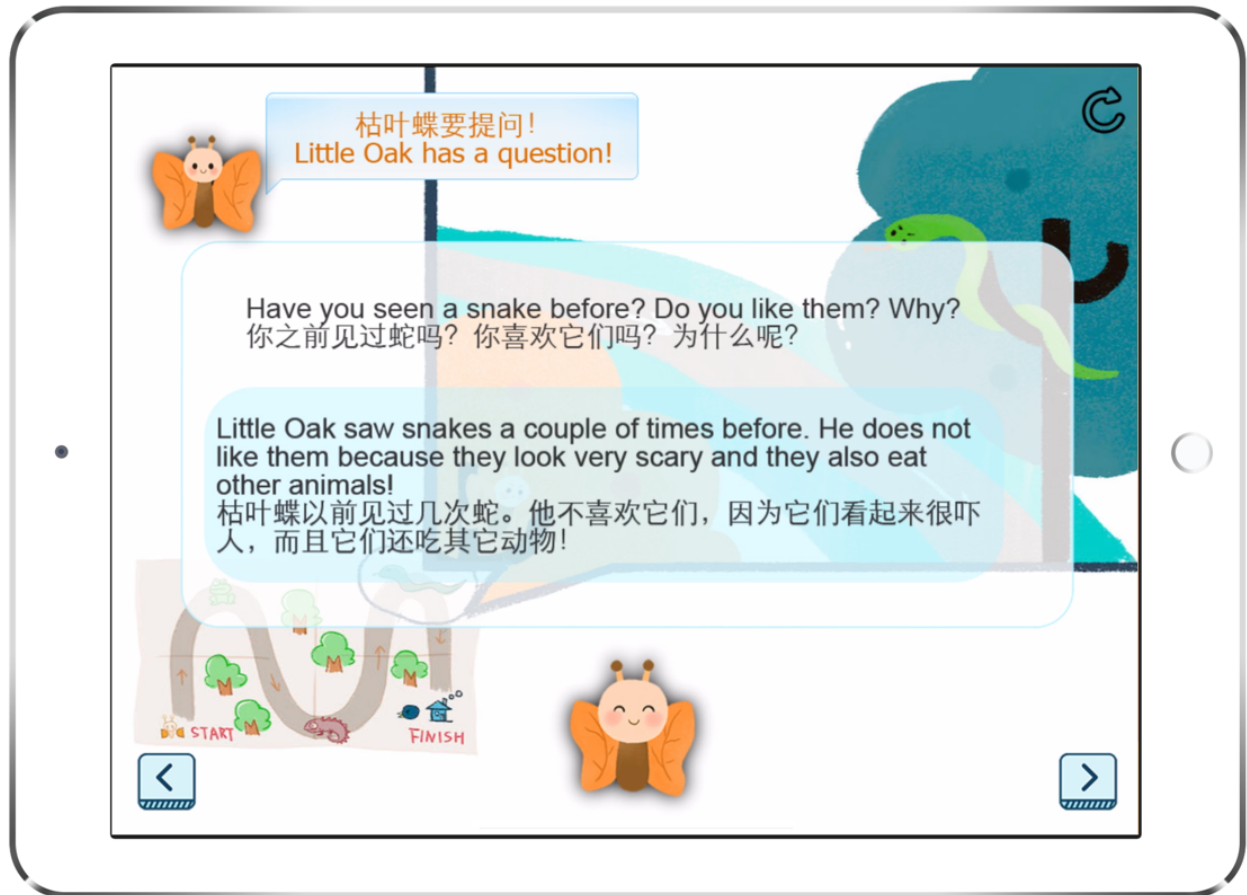 枯叶蝶要提问!
Little Oak has a question!
Have you seen a snake before? Do you like them? Why?
你之前见过蛇吗? 你喜欢它们吗? 为什么呢?
Little Oak saw snakes a couple of times before. He does not
like them because they look very scary and they also eat
other animals!
枯叶蝶以前见过几次蛇。他不喜欢它们，因为它们看起来很吓
人，而且它们还吃其它动物!
START
FINISH